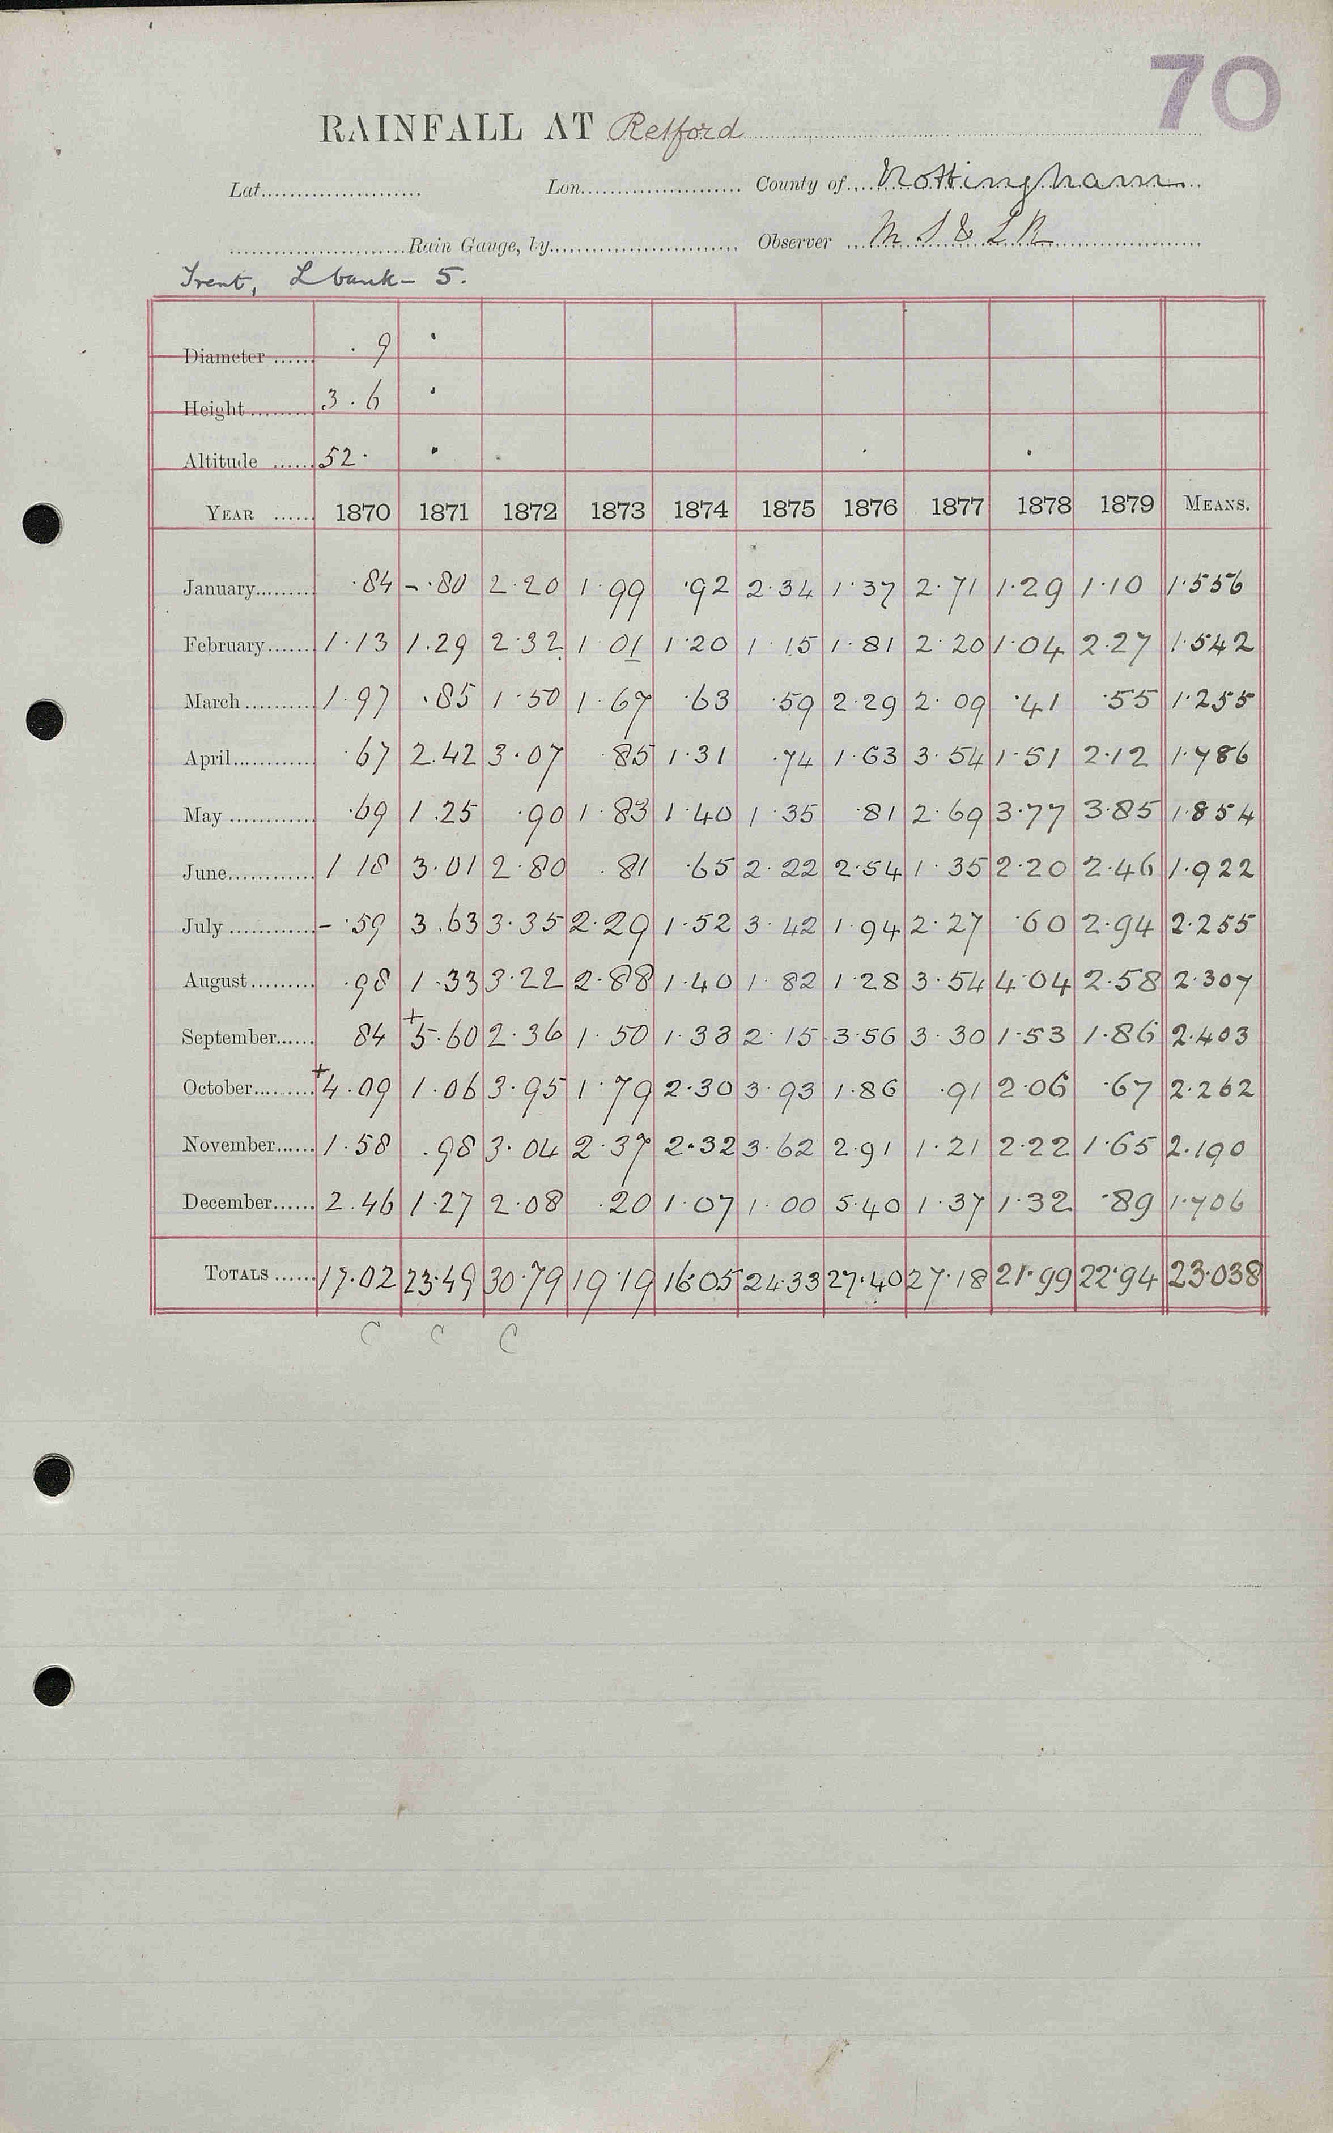 70
RAINFALL AT Retford
Lat. Lon. County of Nottingham
Rain Gauge, by Observer M S & L R
Trent, L bank - 5.
Diameter 9
Height 3.6
Altitude 52.
YEAR 1870 1871 1872 1873 1874 1875 1876 1877 1878 1879 MEANS.
January ·84 - ·80 2·20 1·99 ·92 2·34 1·37 2·71 1·29 1·10 1·556
February 1·13 1·29 2·32 1·01 1·20 1·15 1·81 2·20 1·04 2·27 1·542
March 1·97 ·85 1·50 1·67 ·63 ·59 2·29 2·09 ·41 ·55 1·255
April ·67 2.42 3·07 ·85 1·31 ·74 1·63 3·54 1·51 2·12 1·786
May ·69 1.25 ·90 1·83 1·40 1·35 ·81 2·69 3·77 3·85 1·854
June 1 18 3·01 2·80 ·81 ·65 2·22 2·54 1·35 2·20 2·46 1·922
July - ·59 3.63 3·35 2·29 1·52 3·42 1·94 2·27 ·60 2·94 2·255
August ·98 1·33 3·22 2·88 1·40 1·82 1·28 3·54 4·04 2·58 2·307
September 84 +5·60 2·36 1·50 1·33 2·15 3·56 3·30 1·53 1·86 2·403
October +4·09 1·06 3·95 1·79 2·30 3·93 1·86 ·91 2·06 ·67 2·262
November 1·58 ·98 3·04 2·37 2·32 3·62 2·91 1·21 2·22 1·65 2·190
December 2.46 1·27 2·08 ·20 1·07 1·00 5·40 1·37 1·32 ·89 1·706
TOTALS 17·02 23·49 30·79 19·19 16·05 24·33 27·40 27·18 21·99 22·94 23·038
C C C